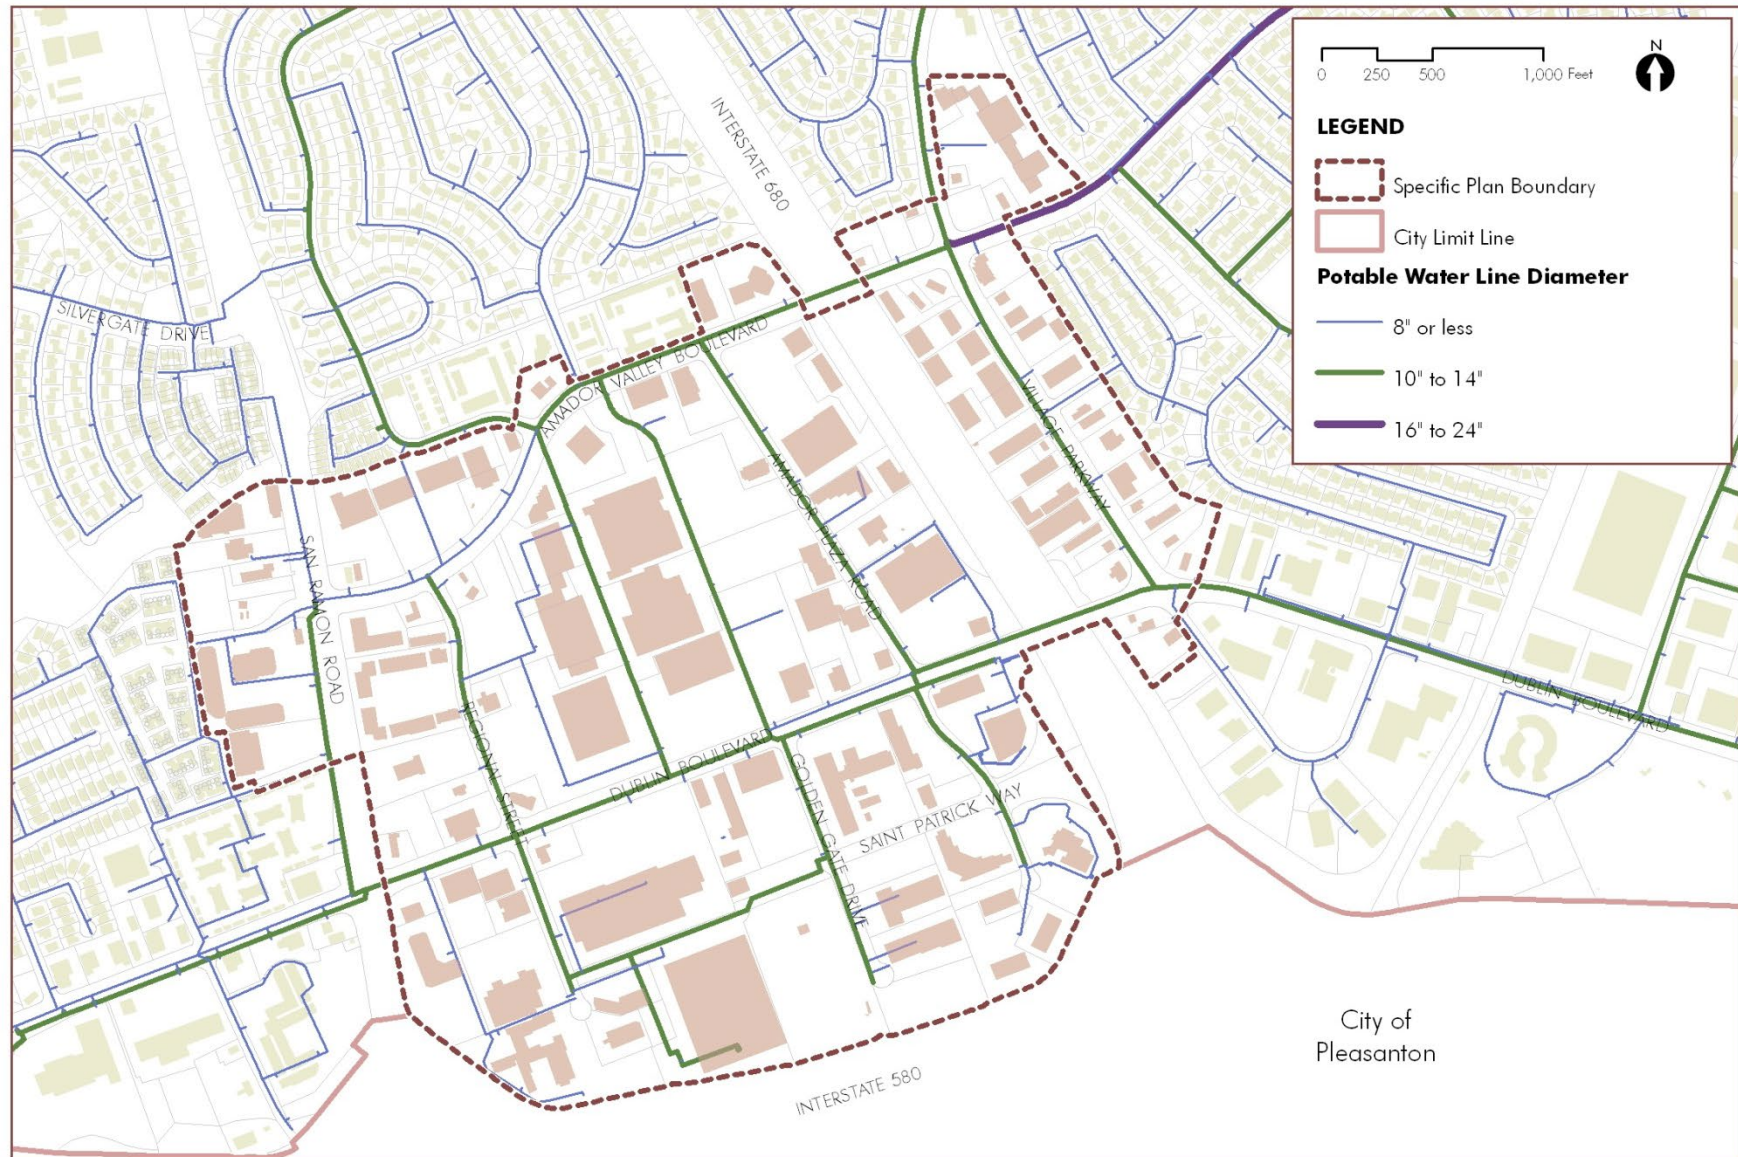 N
0 250 500 1,000 Feet
LEGEND
Specific Plan Boundary
City Limit Line
Potable Water Line Diameter
8" or less
10" to 14"
16" to 24"
INTERSTATE 680
SILVERGATE DRIVE
AMADOR VALLEY BOULEVARD
VILLAGE PARKWAY
AMADOR PLAZA ROAD
SAN RAMON ROAD
REGIONAL STREET
DUBLIN BOULEVARD
GOLDEN GATE DRIVE
SAINT PATRICK WAY
DUBLIN BOULEVARD
INTERSTATE 580
City of
Pleasanton